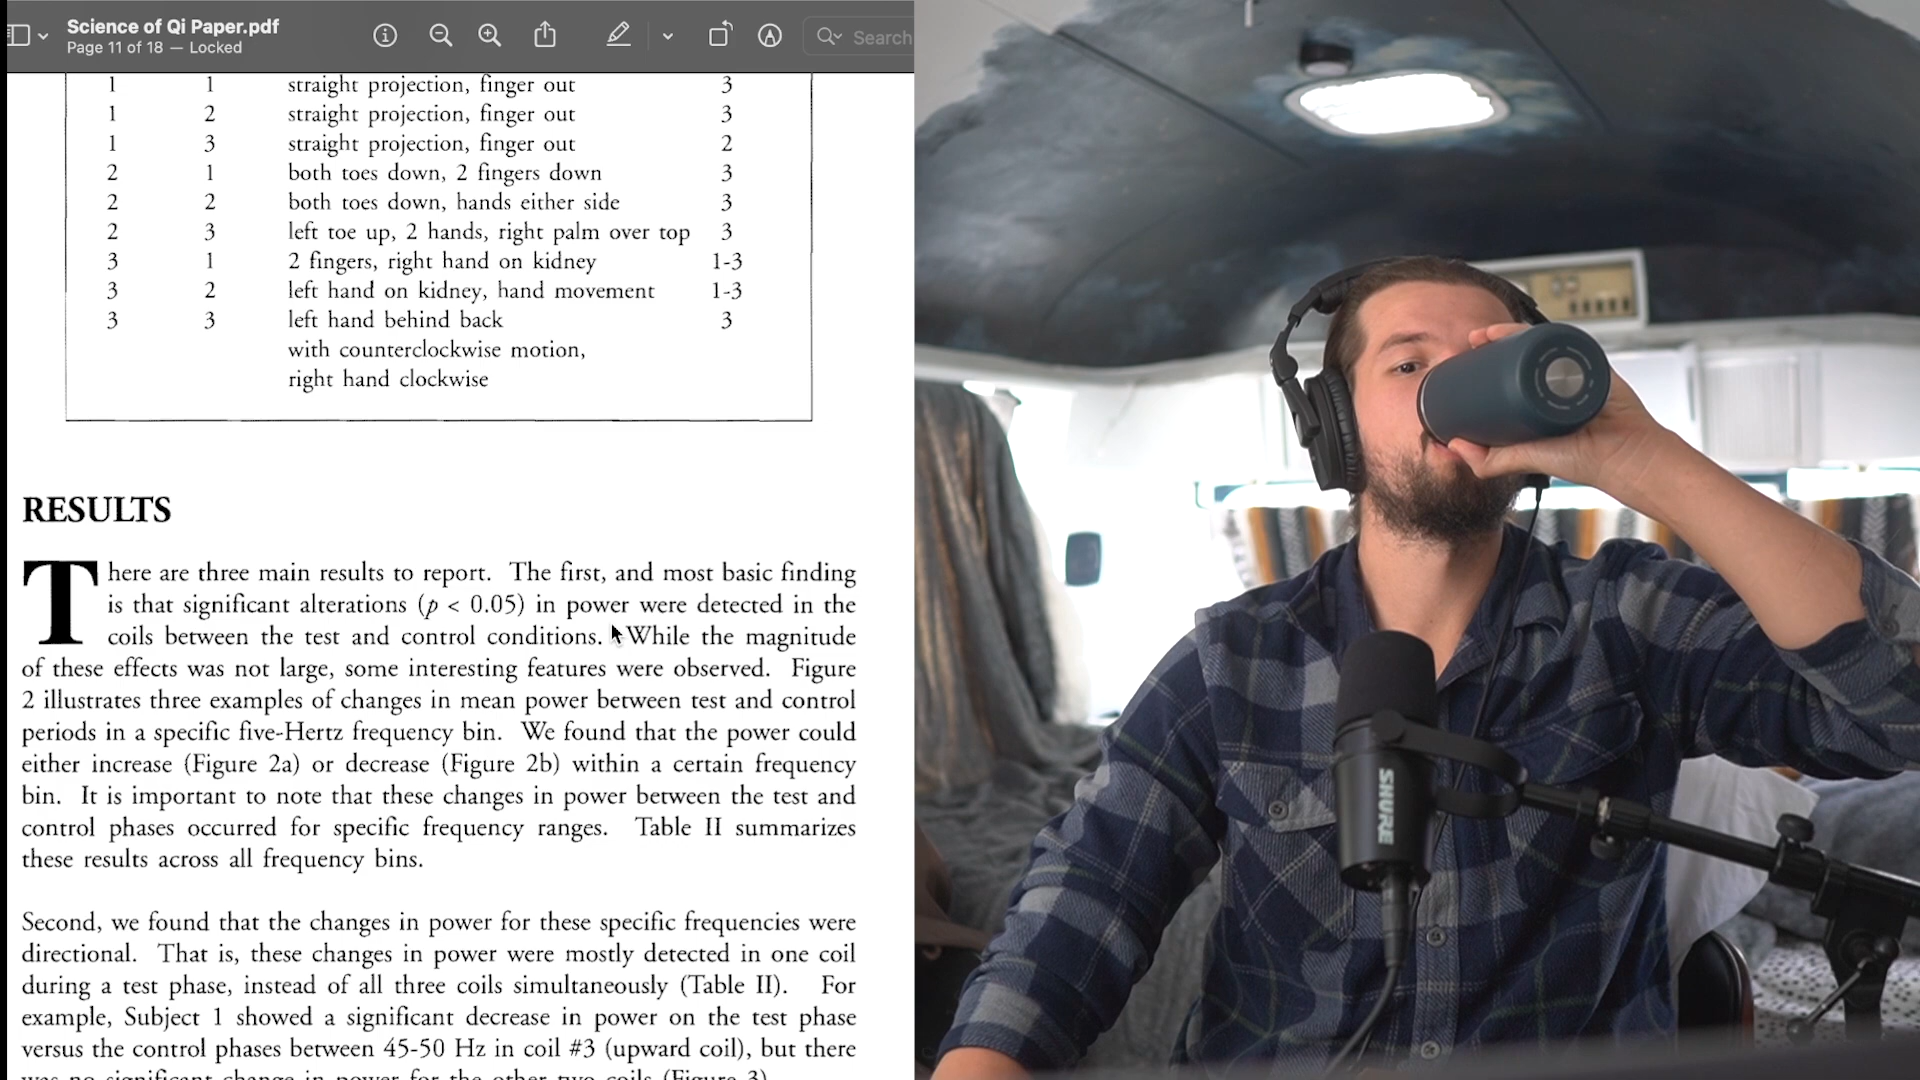 Science of Qi Paper.pdf
Page 11 of 18 — Locked
Search
1 1 straight projection, finger out 3
1 2 straight projection, finger out 3
1 3 straight projection, finger out 2
2 1 both toes down, 2 fingers down 3
2 2 both toes down, hands either side 3
2 3 left toe up, 2 hands, right palm over top 3
3 1 2 fingers, right hand on kidney 1-3
3 2 left hand on kidney, hand movement 1-3
3 3 left hand behind back 3
with counterclockwise motion,
right hand clockwise
RESULTS
There are three main results to report. The first, and most basic finding
is that significant alterations (p < 0.05) in power were detected in the
coils between the test and control conditions. While the magnitude
of these effects was not large, some interesting features were observed. Figure
2 illustrates three examples of changes in mean power between test and control
periods in a specific five-Hertz frequency bin. We found that the power could
either increase (Figure 2a) or decrease (Figure 2b) within a certain frequency
bin. It is important to note that these changes in power between the test and
control phases occurred for specific frequency ranges. Table II summarizes
these results across all frequency bins.
Second, we found that the changes in power for these specific frequencies were
directional. That is, these changes in power were mostly detected in one coil
during a test phase, instead of all three coils simultaneously (Table II). For
example, Subject 1 showed a significant decrease in power on the test phase
versus the control phases between 45-50 Hz in coil #3 (upward coil), but there
was no significant change in power for the other two coils (Figure 3).
SHURE